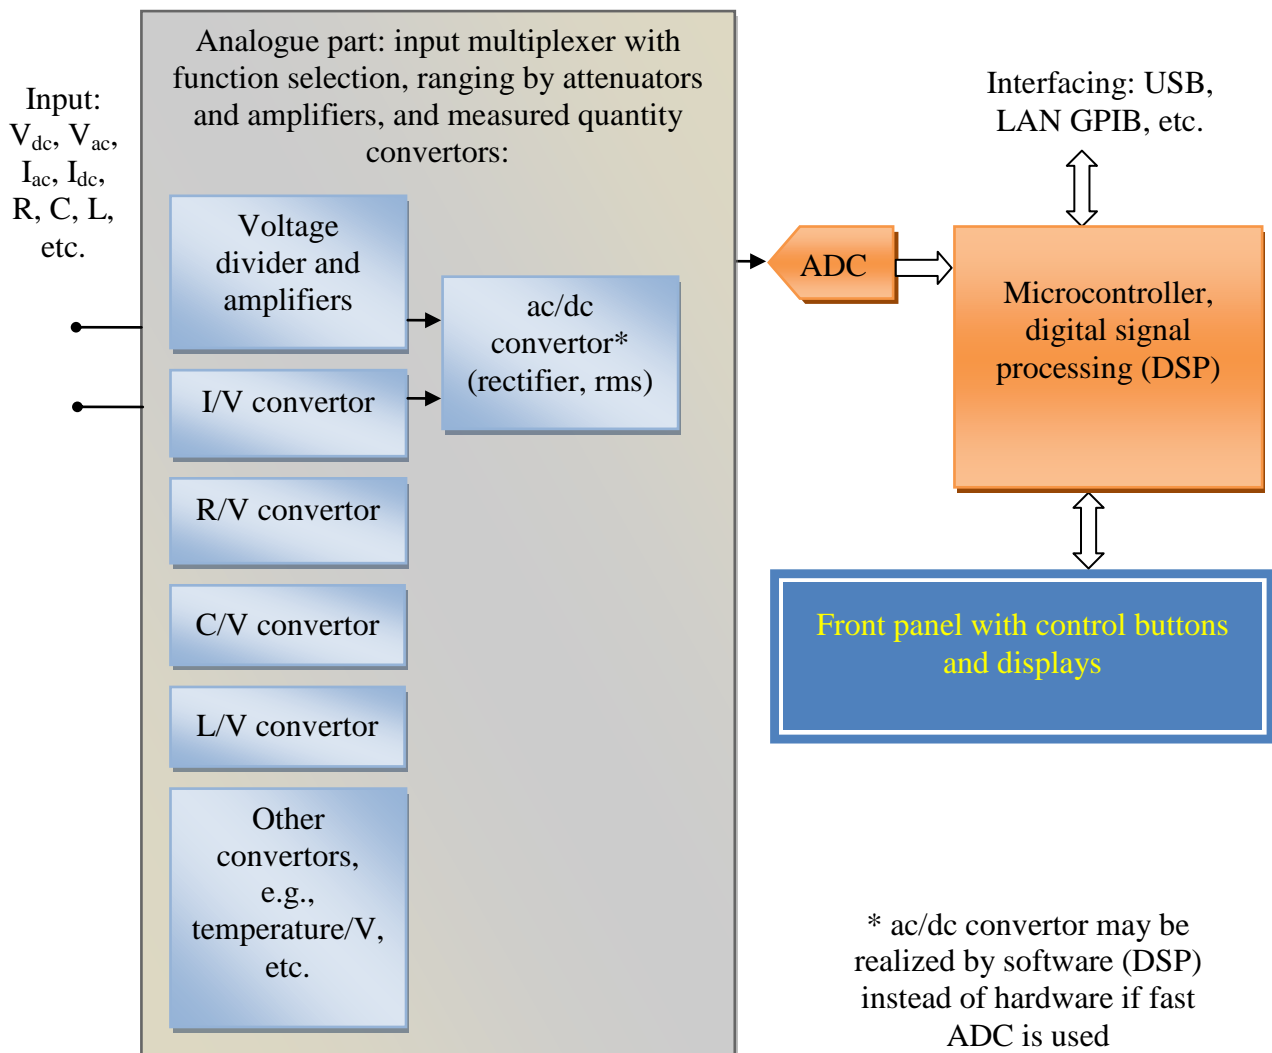 Analogue part: input multiplexer with
function selection, ranging by attenuators
and amplifiers, and measured quantity
convertors:
Input:
Vdc, Vac,
Iac, Idc,
R, C, L,
etc.
Voltage
divider and
amplifiers
I/V convertor
R/V convertor
C/V convertor
L/V convertor
Other
convertors,
e.g.,
temperature/V,
etc.
ac/dc
convertor*
(rectifier, rms)
ADC
Interfacing: USB,
LAN GPIB, etc.
Microcontroller,
digital signal
processing (DSP)
Front panel with control buttons
and displays
* ac/dc convertor may be
realized by software (DSP)
instead of hardware if fast
ADC is used